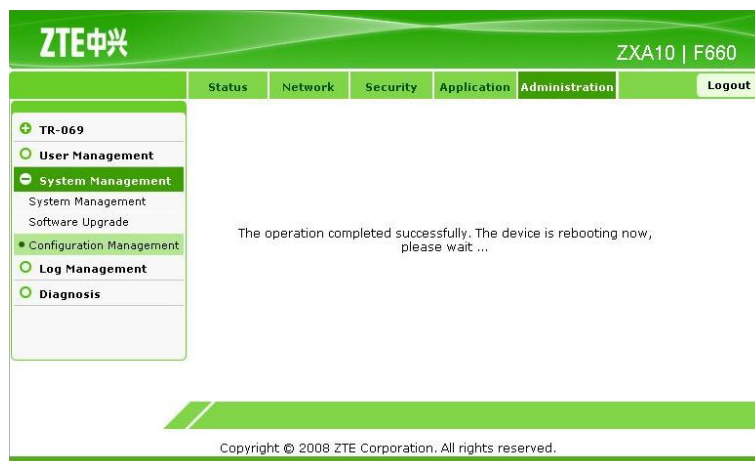 ZTE中兴
ZXA10 | F660
Status Network Security Application Administration Logout
TR-069
User Management
System Management
System Management
Software Upgrade
Configuration Management
Log Management
Diagnosis
The operation completed successfully. The device is rebooting now,
please wait ...
Copyright © 2008 ZTE Corporation. All rights reserved.